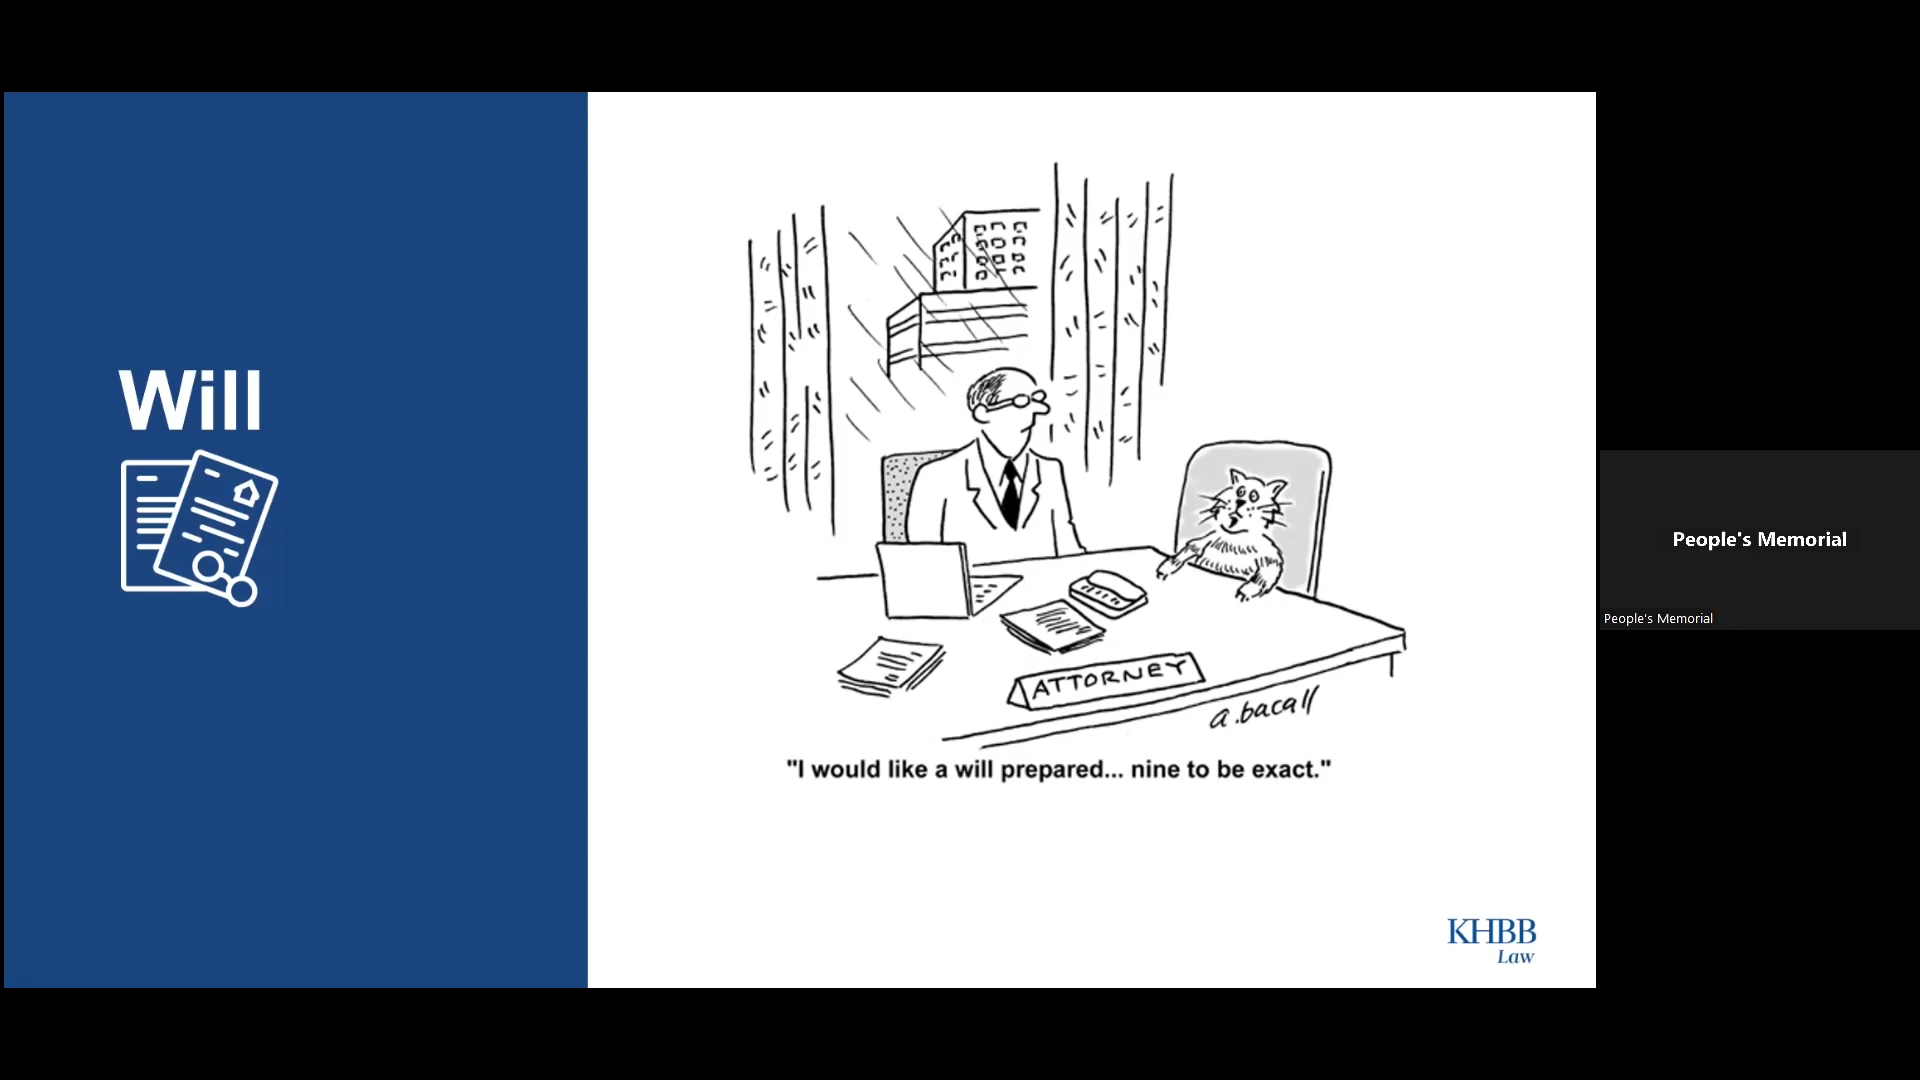 Will
ATTORNEY
a.bacall
"I would like a will prepared... nine to be exact."
KHBB
Law
People's Memorial
People's Memorial